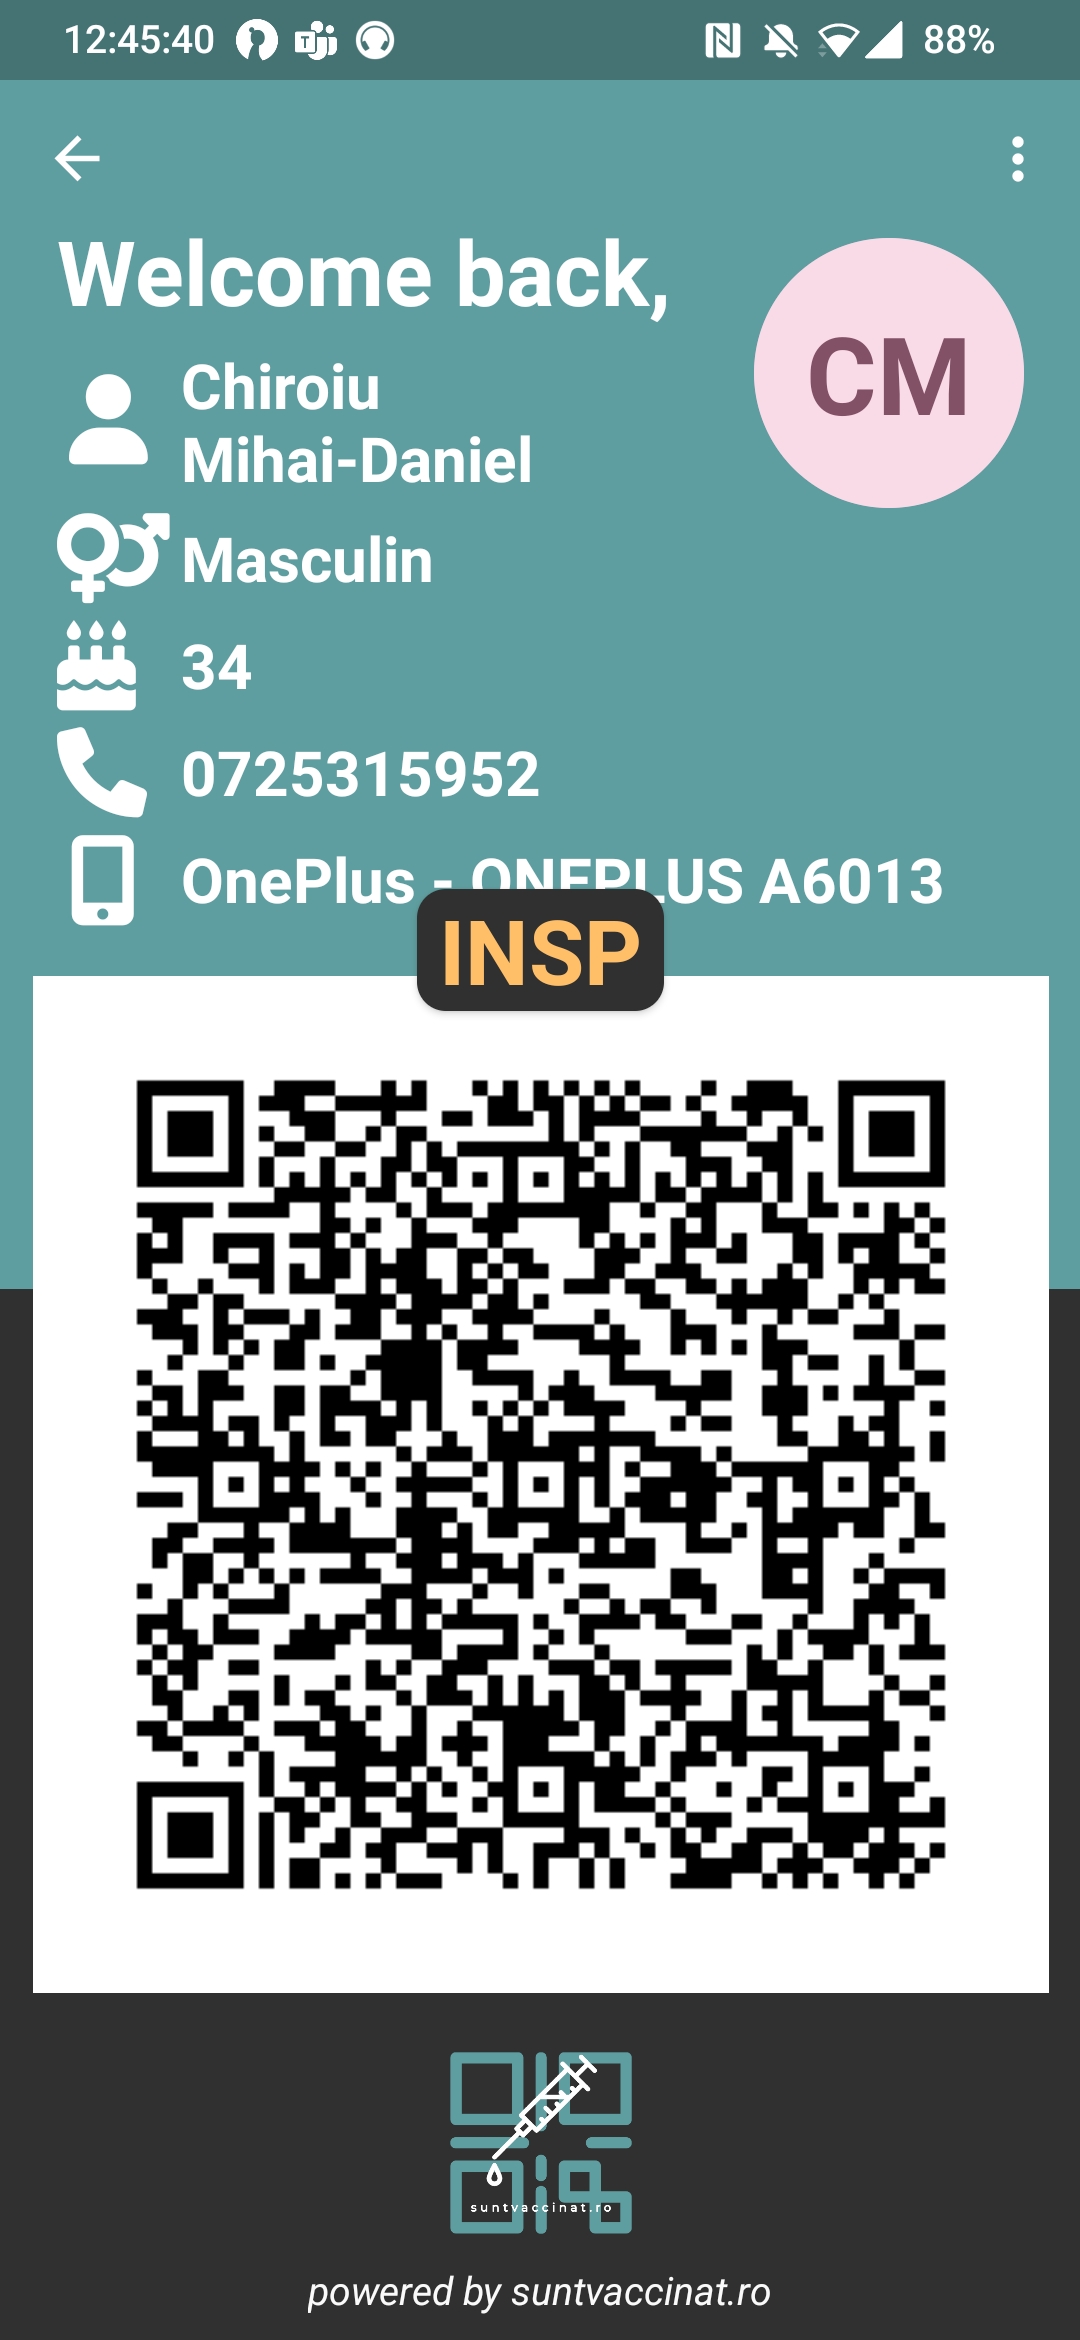 12:45:40 88%
Welcome back,
CM
Chiroiu
Mihai-Daniel
Masculin
34
0725315952
OnePlus - ONEPLUS A6013
INSP
suntvaccinat.ro
powered by suntvaccinat.ro